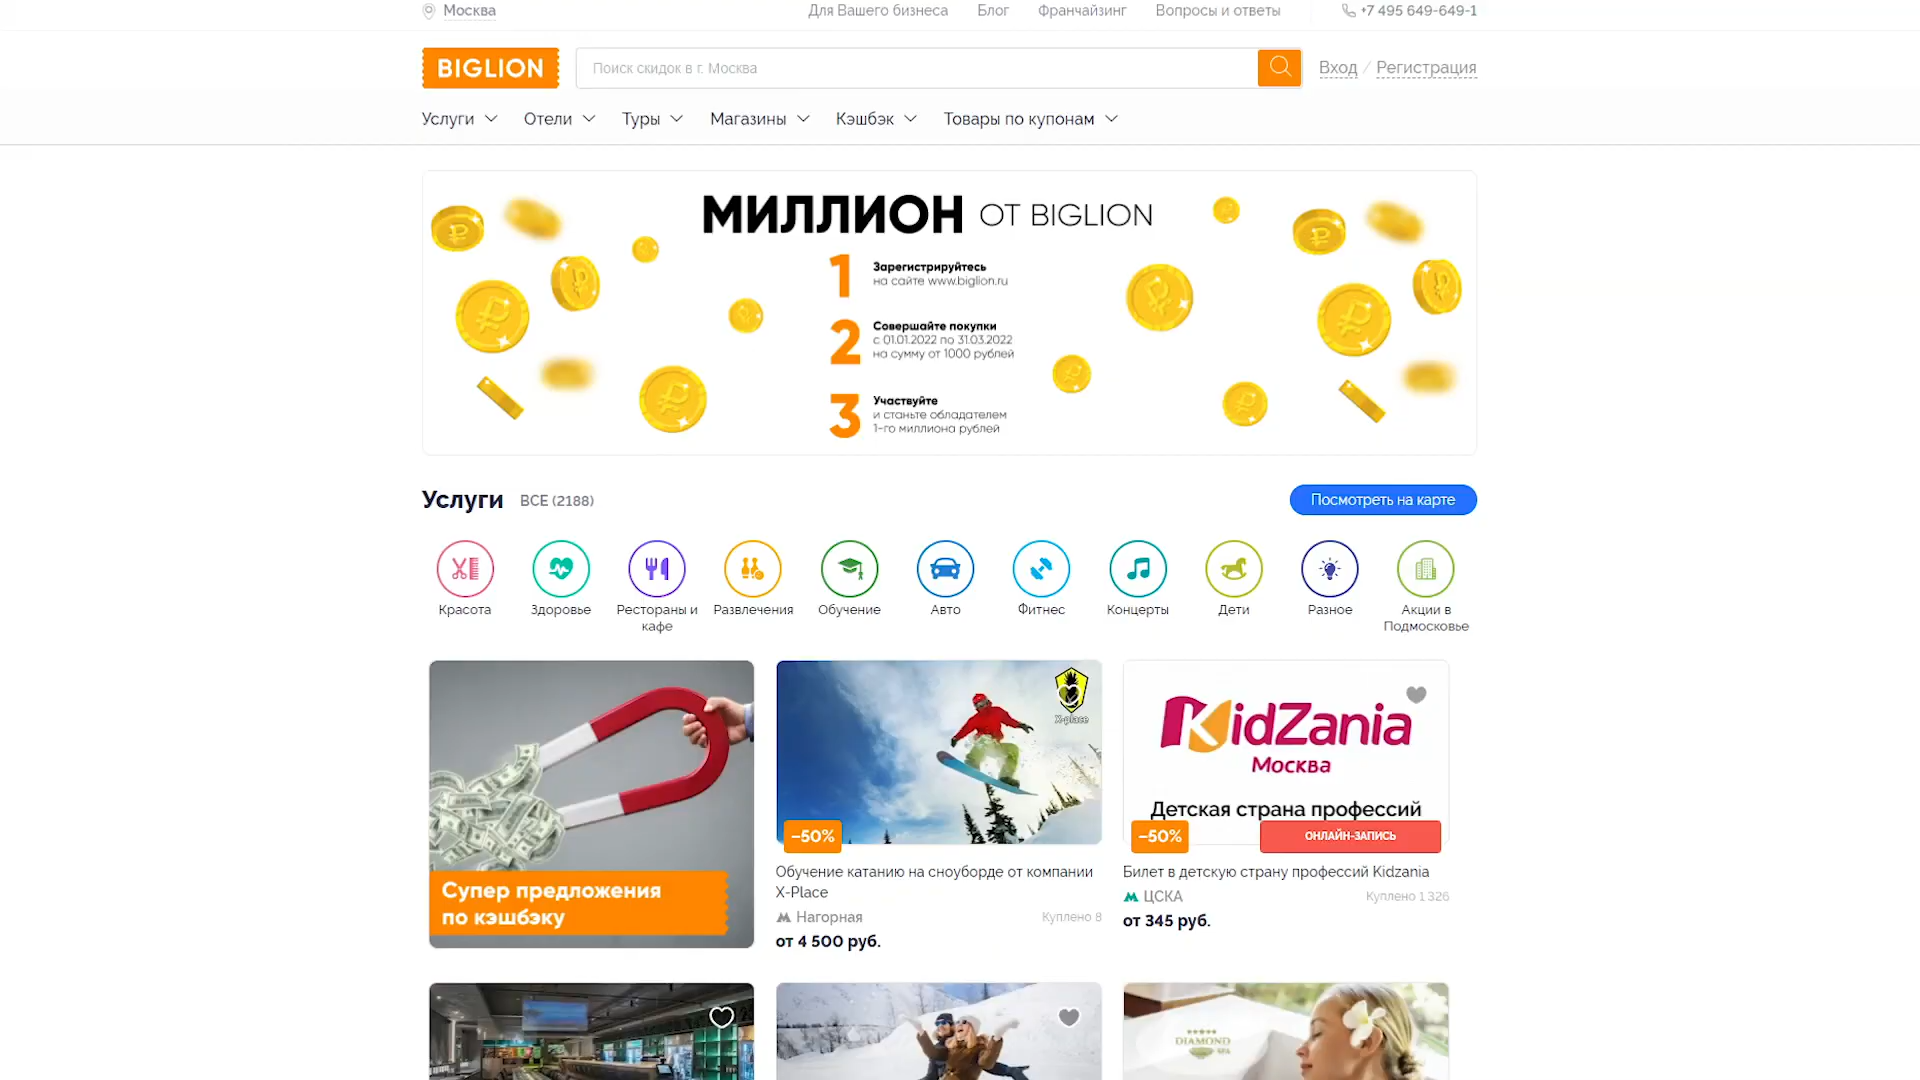 Москва
Для Вашего бизнеса
Блог
Франчайзинг
Вопросы и ответы
+7 495 649-649-1
BIGLION
Поиск скидок в г. Москва
Вход / Регистрация
Услуги
Отели
Туры
Магазины
Кэшбэк
Товары по купонам
МИЛЛИОН ОТ BIGLION
1
Зарегистрируйтесь
на сайте www.biglion.ru
2
Совершайте покупки
с 01.01.2022 по 31.03.2022
на сумму от 1000 рублей
3
Участвуйте
и станьте обладателем
1-го миллиона рублей
Услуги
ВСЕ (2188)
Посмотреть на карте
Красота
Здоровье
Рестораны и
кафе
Развлечения
Обучение
Авто
Фитнес
Концерты
Дети
Разное
Акции в
Подмосковье
Супер предложения
по кэшбэку
X-place
−50%
Обучение катанию на сноуборде от компании
X-Place
Нагорная
Куплено 8
от 4 500 руб.
KidZania
Москва
Детская страна профессий
−50%
ОНЛАЙН-ЗАПИСЬ
Билет в детскую страну профессий Kidzania
ЦСКА
Куплено 1 326
от 345 руб.
DIAMOND
SPA